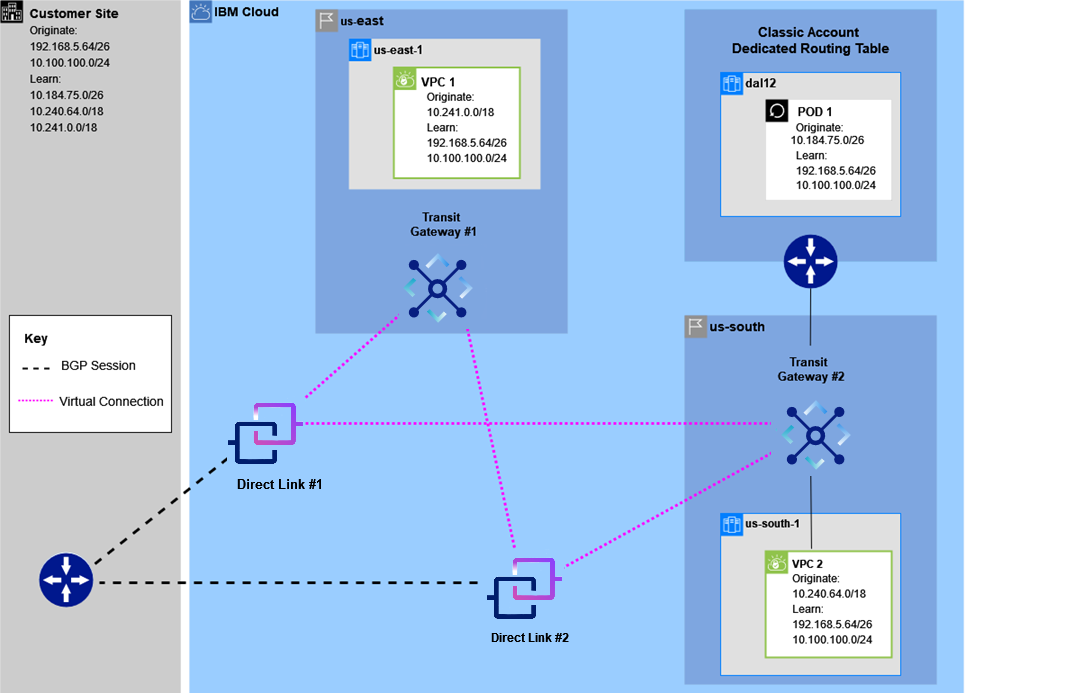 Customer Site
Originate:
192.168.5.64/26
10.100.100.0/24
Learn:
10.184.75.0/26
10.240.64.0/18
10.241.0.0/18
IBM Cloud
us-east
us-east-1
VPC 1
Originate:
10.241.0.0/18
Learn:
192.168.5.64/26
10.100.100.0/24
Transit
Gateway #1
Classic Account
Dedicated Routing Table
dal12
POD 1
Originate:
10.184.75.0/26
Learn:
192.168.5.64/26
10.100.100.0/24
Key
BGP Session
Virtual Connection
us-south
Transit
Gateway #2
Direct Link #1
us-south-1
VPC 2
Originate:
10.240.64.0/18
Learn:
192.168.5.64/26
10.100.100.0/24
Direct Link #2